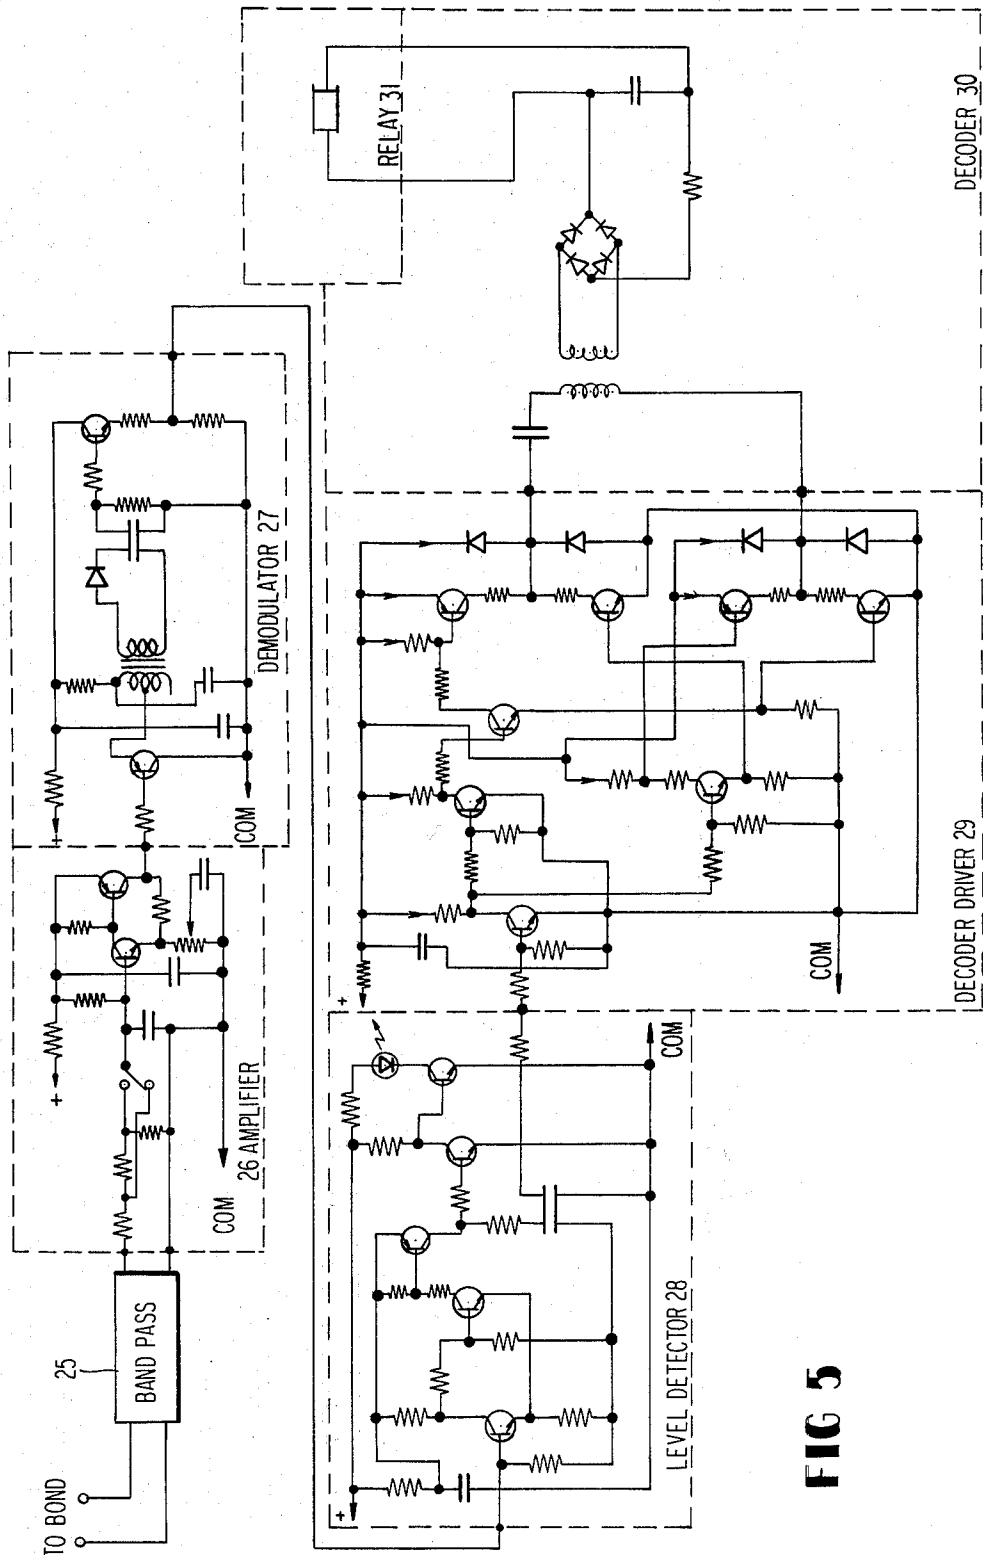 TO BOND
25
BAND PASS
+
COM
26 AMPLIFIER
+
COM
DEMODULATOR 27
+
COM
LEVEL DETECTOR 28
+
COM
DECODER DRIVER 29
RELAY 31
DECODER 30
FIG 5